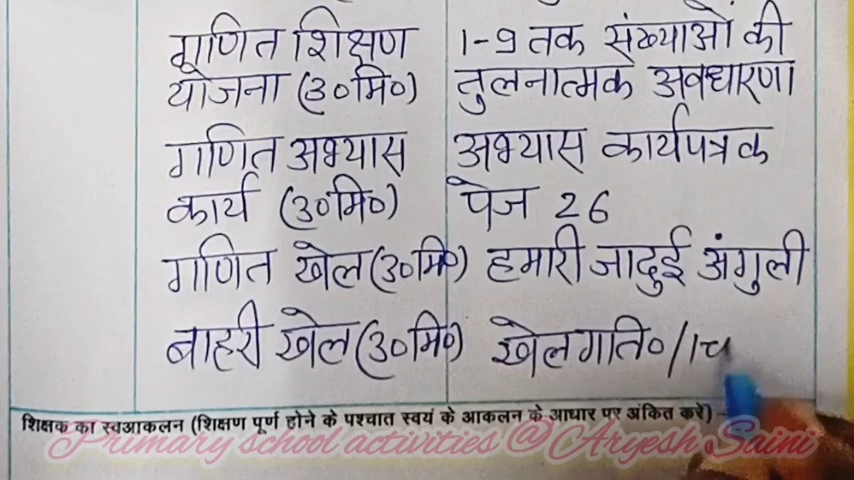 गणित शिक्षण 1-9 तक संख्याओं की
योजना (30मि०) तुलनात्मक अवधारणा
गणित अभ्यास अभ्यास कार्यपत्रक
कार्य (30मि०) पेज 26
गणित खेल (30मि०) हमारी जादुई अंगुली
बाहरी खेल (30मि०) खेलगति०/
शिक्षक का स्वआकलन (शिक्षण पूर्ण होने के पश्चात स्वयं के आकलन के आधार पर अंकित करें) -
Primary school activities @Aryesh Saini